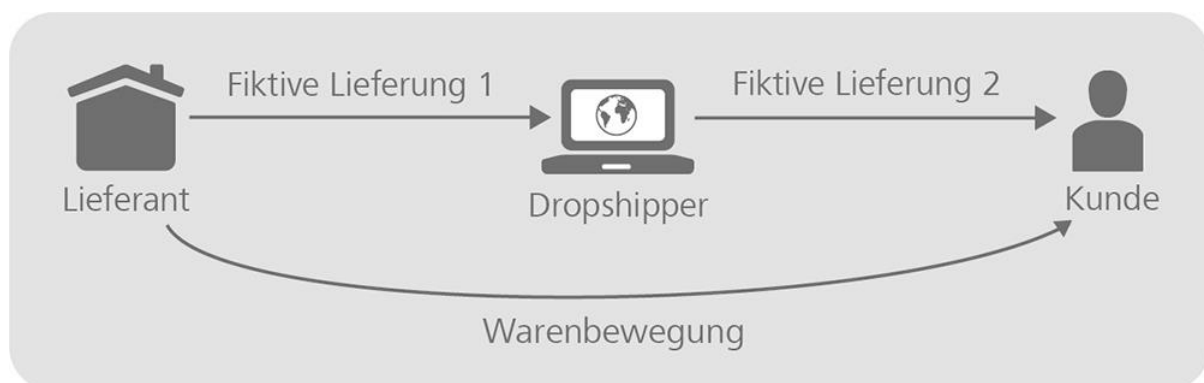 Fiktive Lieferung 1
Fiktive Lieferung 2
Lieferant
Dropshipper
Kunde
Warenbewegung